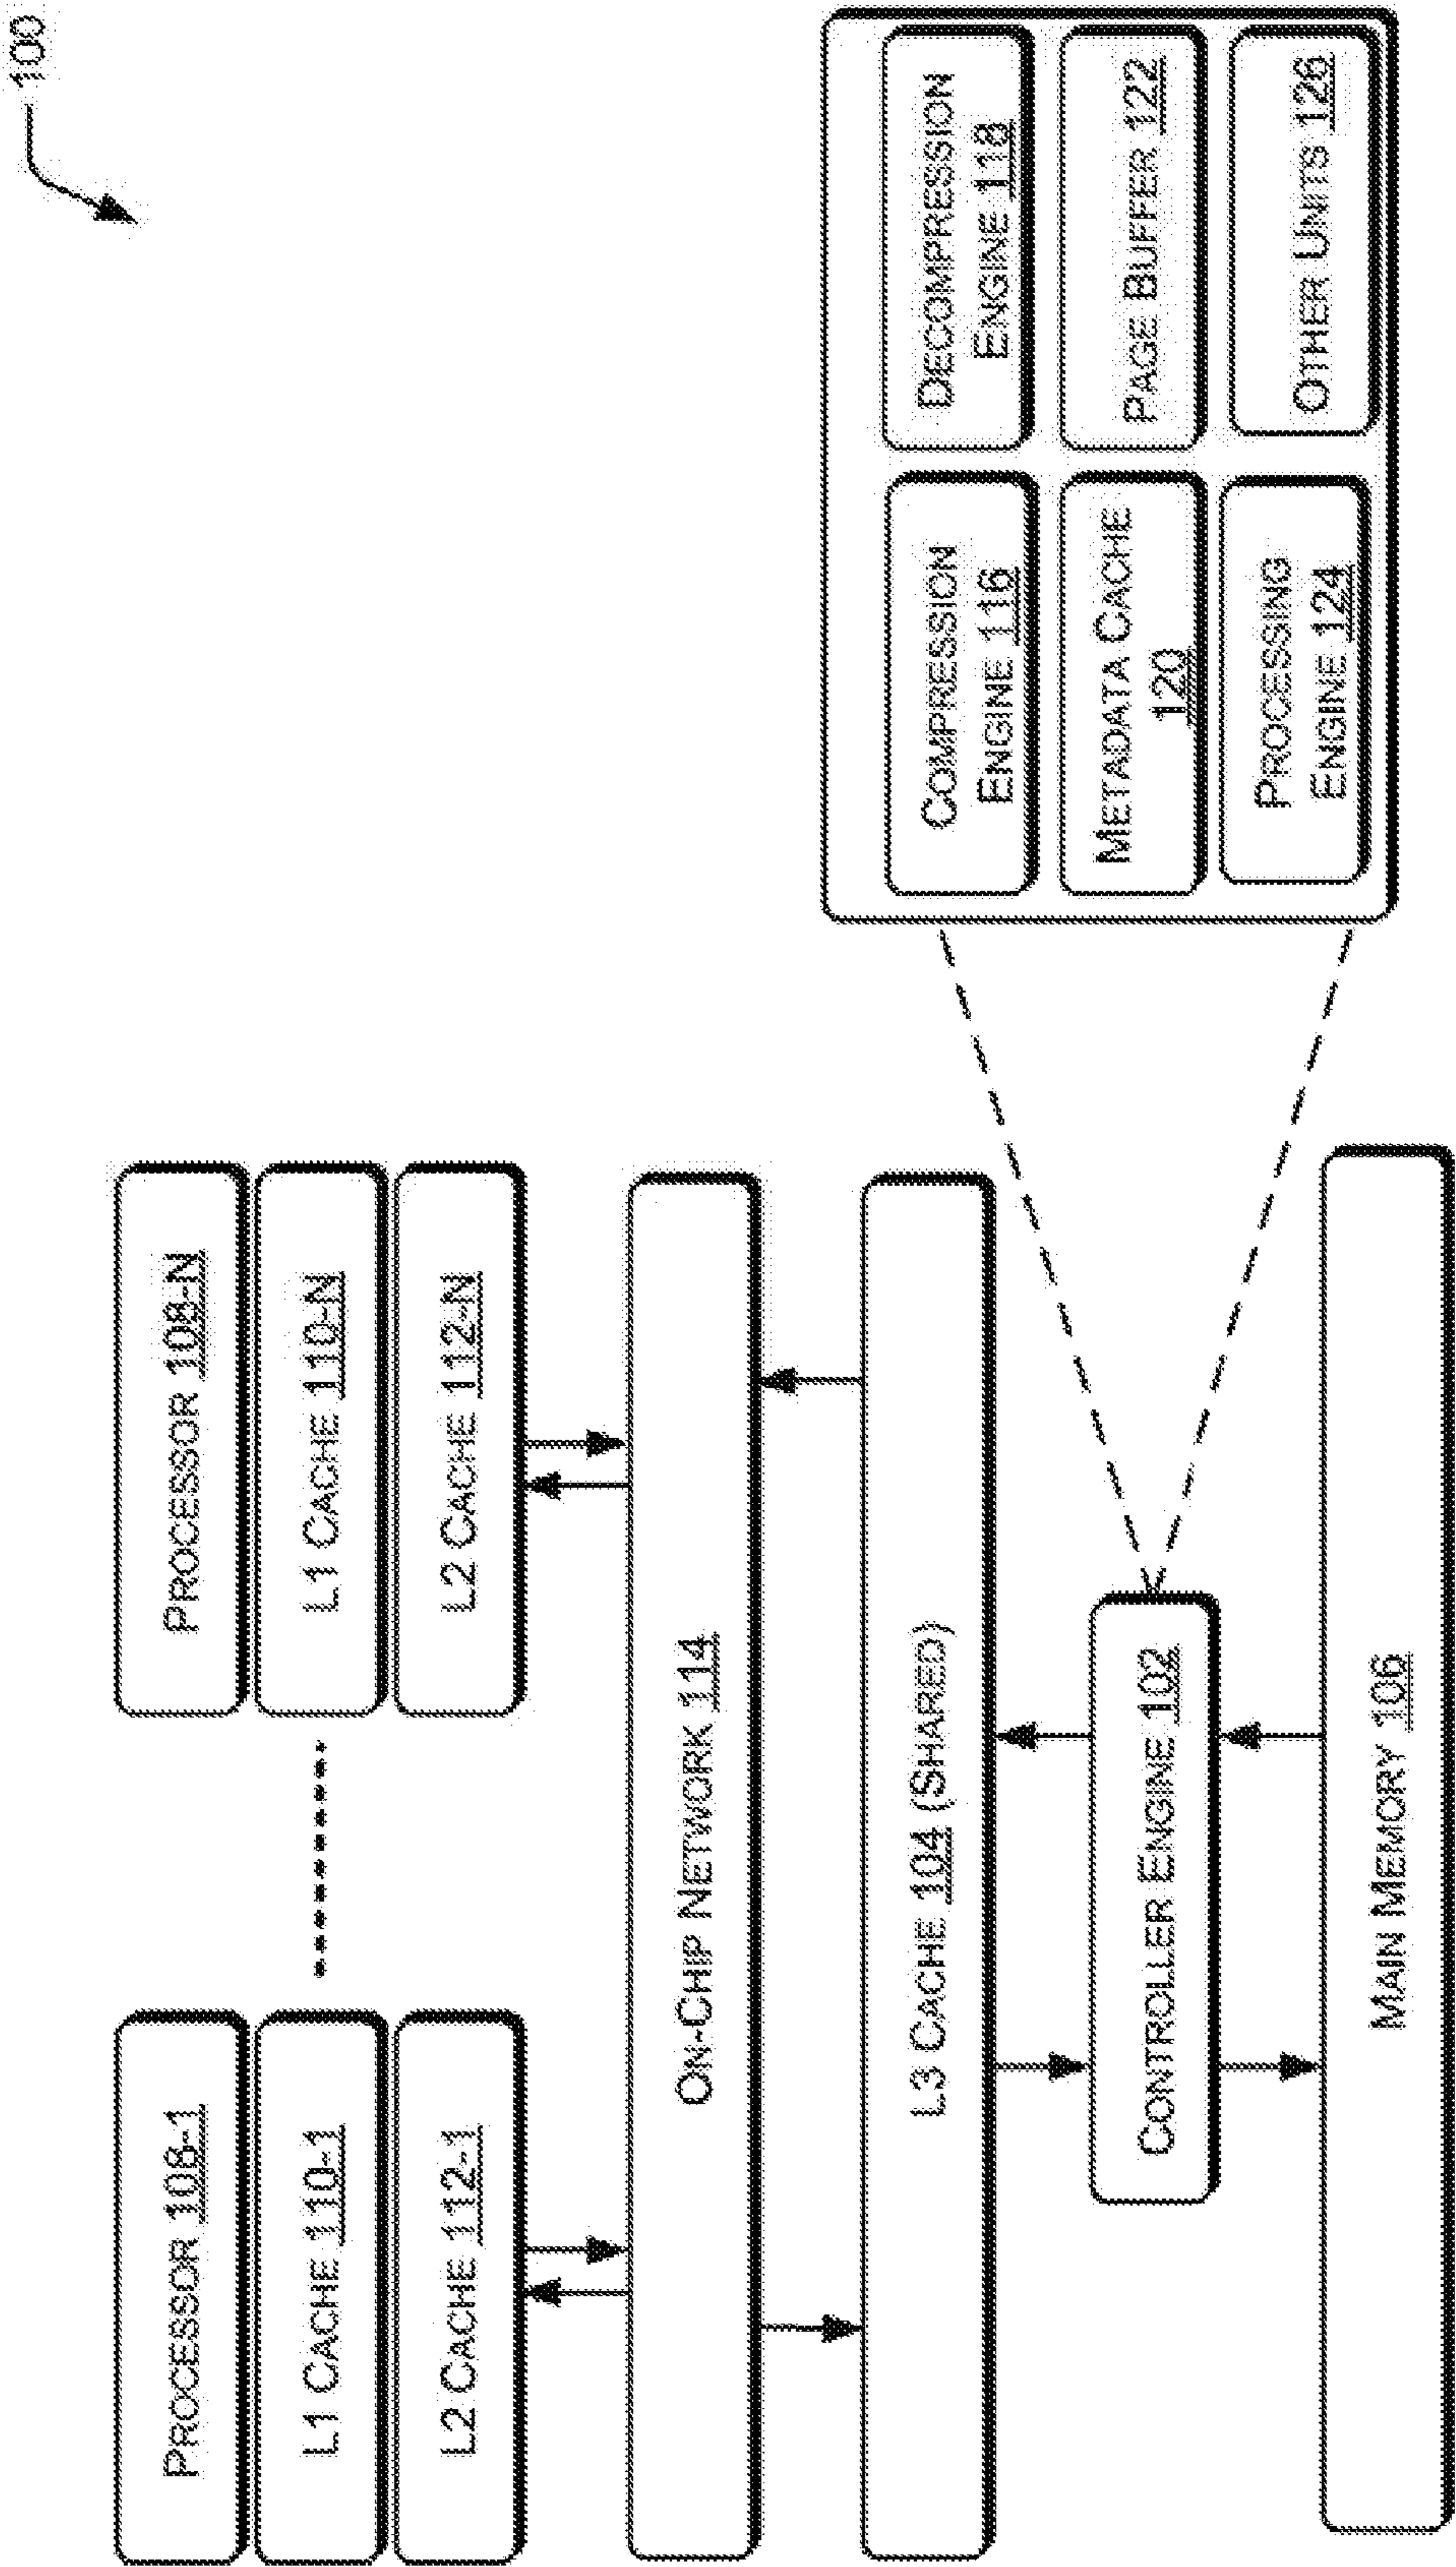 100
PROCESSOR 108-1
L1 CACHE 110-1
L2 CACHE 112-1
PROCESSOR 108-N
L1 CACHE 110-N
L2 CACHE 112-N
ON-CHIP NETWORK 114
L3 CACHE 104 (SHARED)
CONTROLLER ENGINE 102
MAIN MEMORY 106
COMPRESSION
ENGINE 116
DECOMPRESSION
ENGINE 118
METADATA CACHE
120
PAGE BUFFER 122
PROCESSING
ENGINE 124
OTHER UNITS 126